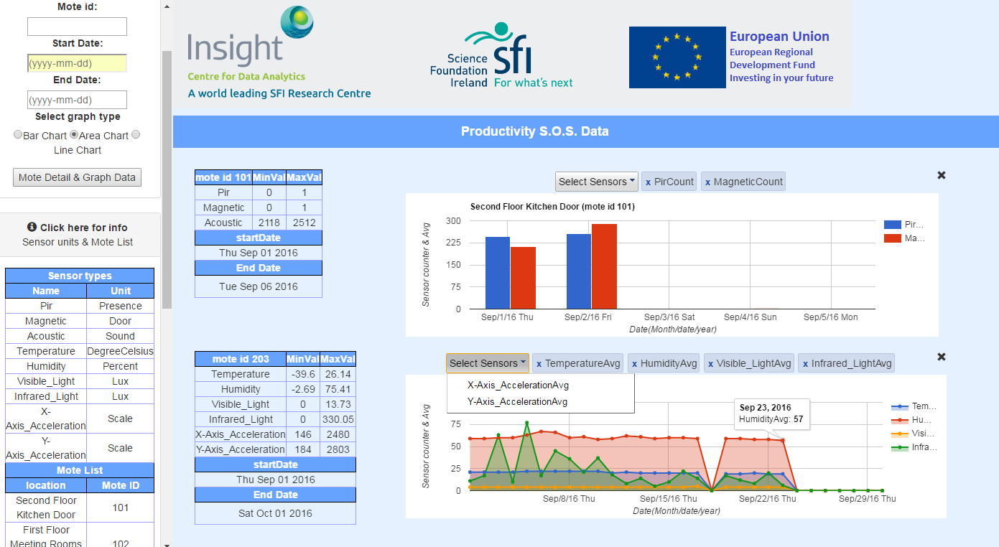 Mote id:
Start Date:
(yyyy-mm-dd)
End Date:
(yyyy-mm-dd)
Select graph type
Bar Chart Area Chart
Line Chart
Mote Detail & Graph Data
Click here for info
Sensor units & Mote List
Sensor types
Name Unit
Pir Presence
Magnetic Door
Acoustic Sound
Temperature DegreeCelsius
Humidity Percent
Visible_Light Lux
Infrared_Light Lux
X-
Axis_Acceleration Scale
Y-
Axis_Acceleration Scale
Mote List
location Mote ID
Second Floor
Kitchen Door 101
First Floor
Meeting Rooms 102
Insight
Centre for Data Analytics
A world leading SFI Research Centre
Science
Foundation
Ireland
sfi
For what's next
European Union
European Regional
Development Fund
Investing in your future
Productivity S.O.S. Data
mote id 101 MinVal MaxVal
Pir 0 1
Magnetic 0 1
Acoustic 2118 2512
startDate
Thu Sep 01 2016
End Date
Tue Sep 06 2016
Select Sensors x PirCount x MagneticCount
Second Floor Kitchen Door (mote id 101)
Sensor counter & Avg
300
225
150
75
0
Sep/1/16 Thu Sep/2/16 Fri Sep/3/16 Sat Sep/4/16 Sun Sep/5/16 Mon
Date(Month/date/year)
Pir...
Ma...
mote id 203 MinVal MaxVal
Temperature -39.6 26.14
Humidity -2.69 75.41
Visible_Light 0 13.73
Infrared_Light 0 330.05
X-Axis_Acceleration 146 2480
Y-Axis_Acceleration 184 2803
startDate
Thu Sep 01 2016
End Date
Sat Oct 01 2016
Select Sensors x TemperatureAvg x HumidityAvg x Visible_LightAvg x Infrared_LightAvg
X-Axis_AccelerationAvg
Y-Axis_AccelerationAvg
Sep 23, 2016
HumidityAvg: 57
Sensor counter & Avg
75
50
25
0
Sep/8/16 Thu Sep/15/16 Thu Sep/22/16 Thu Sep/29/16 Thu
Date(Month/date/year)
Tem...
Hu...
Visi...
Infra...